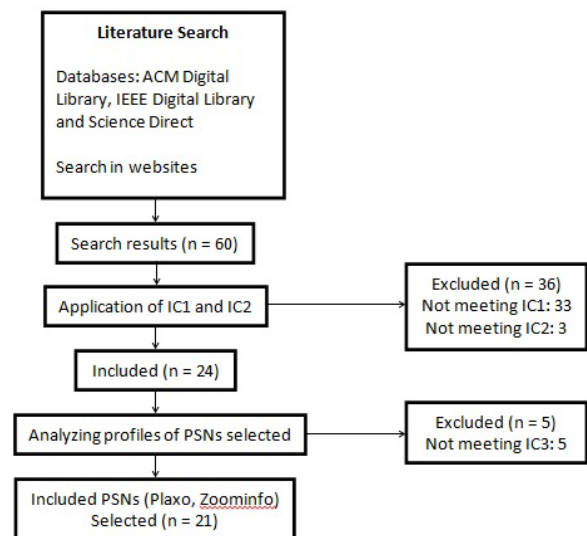 Literature Search
Databases: ACM Digital
Library, IEEE Digital Library
and Science Direct
Search in websites
Search results (n = 60)
Application of IC1 and IC2
Excluded (n = 36)
Not meeting IC1: 33
Not meeting IC2: 3
Included (n = 24)
Analyzing profiles of PSNs selected
Excluded (n = 5)
Not meeting IC3: 5
Included PSNs (Plaxo, Zoominfo)
Selected (n = 21)